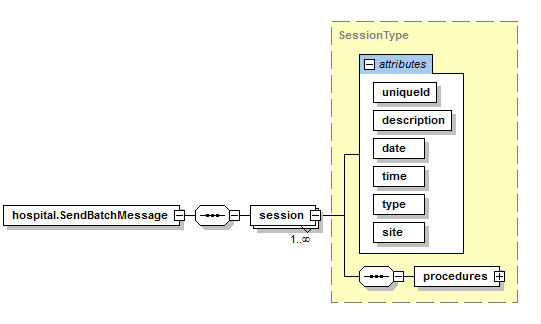 SessionType
attributes
uniqueId
description
date
time
type
site
hospital.SendBatchMessage
session
1..∞
procedures